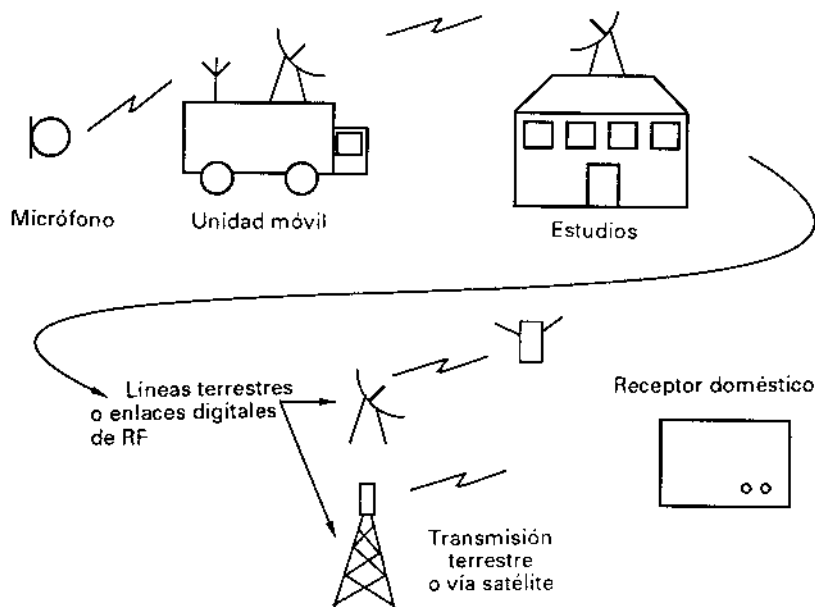 Micrófono
Unidad móvil
Estudios
Líneas terrestres
o enlaces digitales
de RF
Receptor doméstico
Transmisión
terrestre
o vía satélite